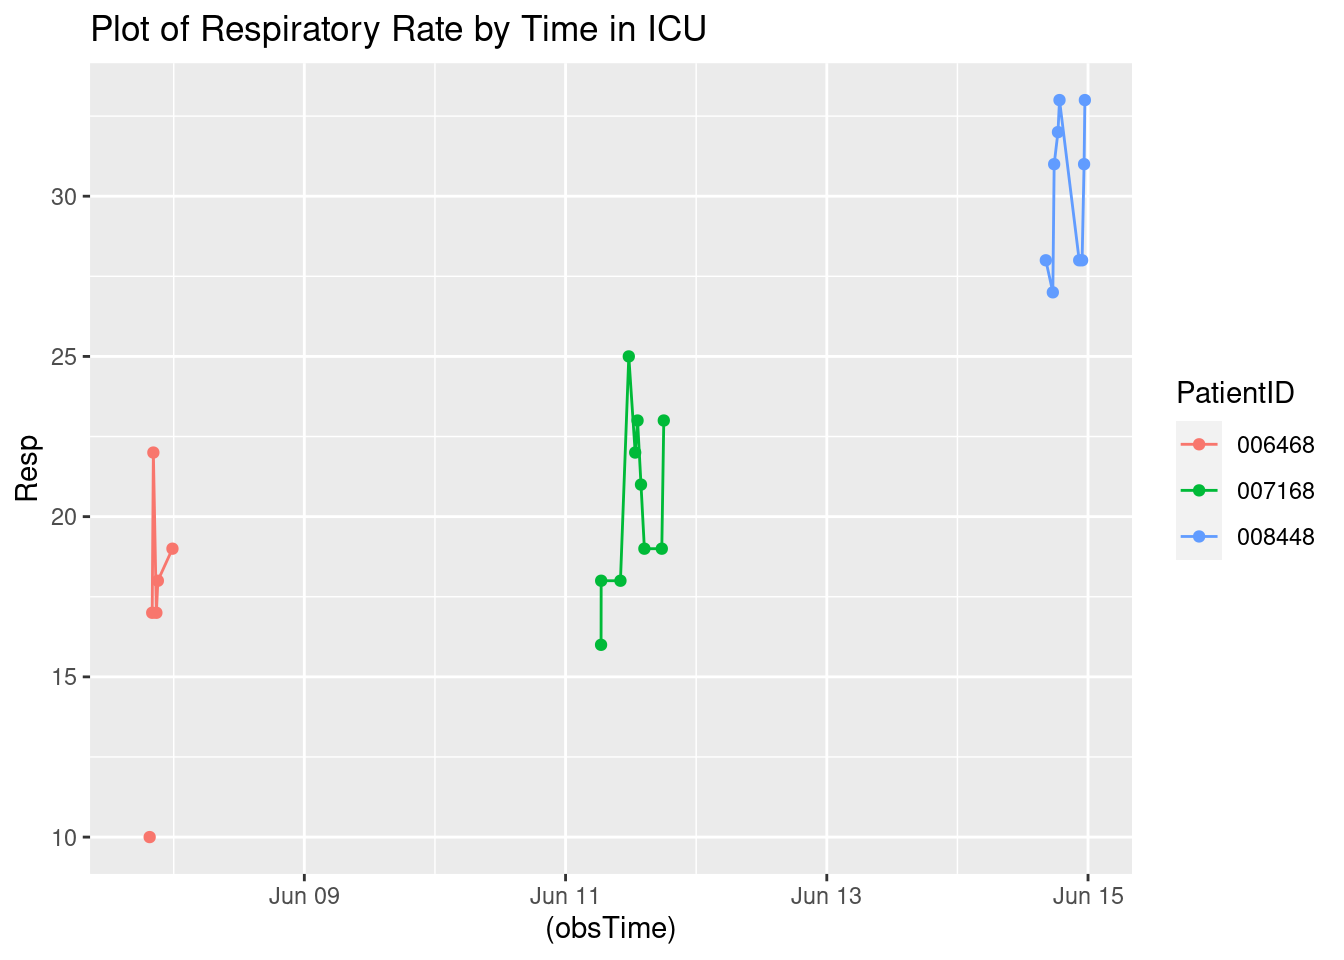 Plot of Respiratory Rate by Time in ICU
30
25
20
15
10
Resp
Jun 09
Jun 11
Jun 13
Jun 15
(obsTime)
PatientID
006468
007168
008448